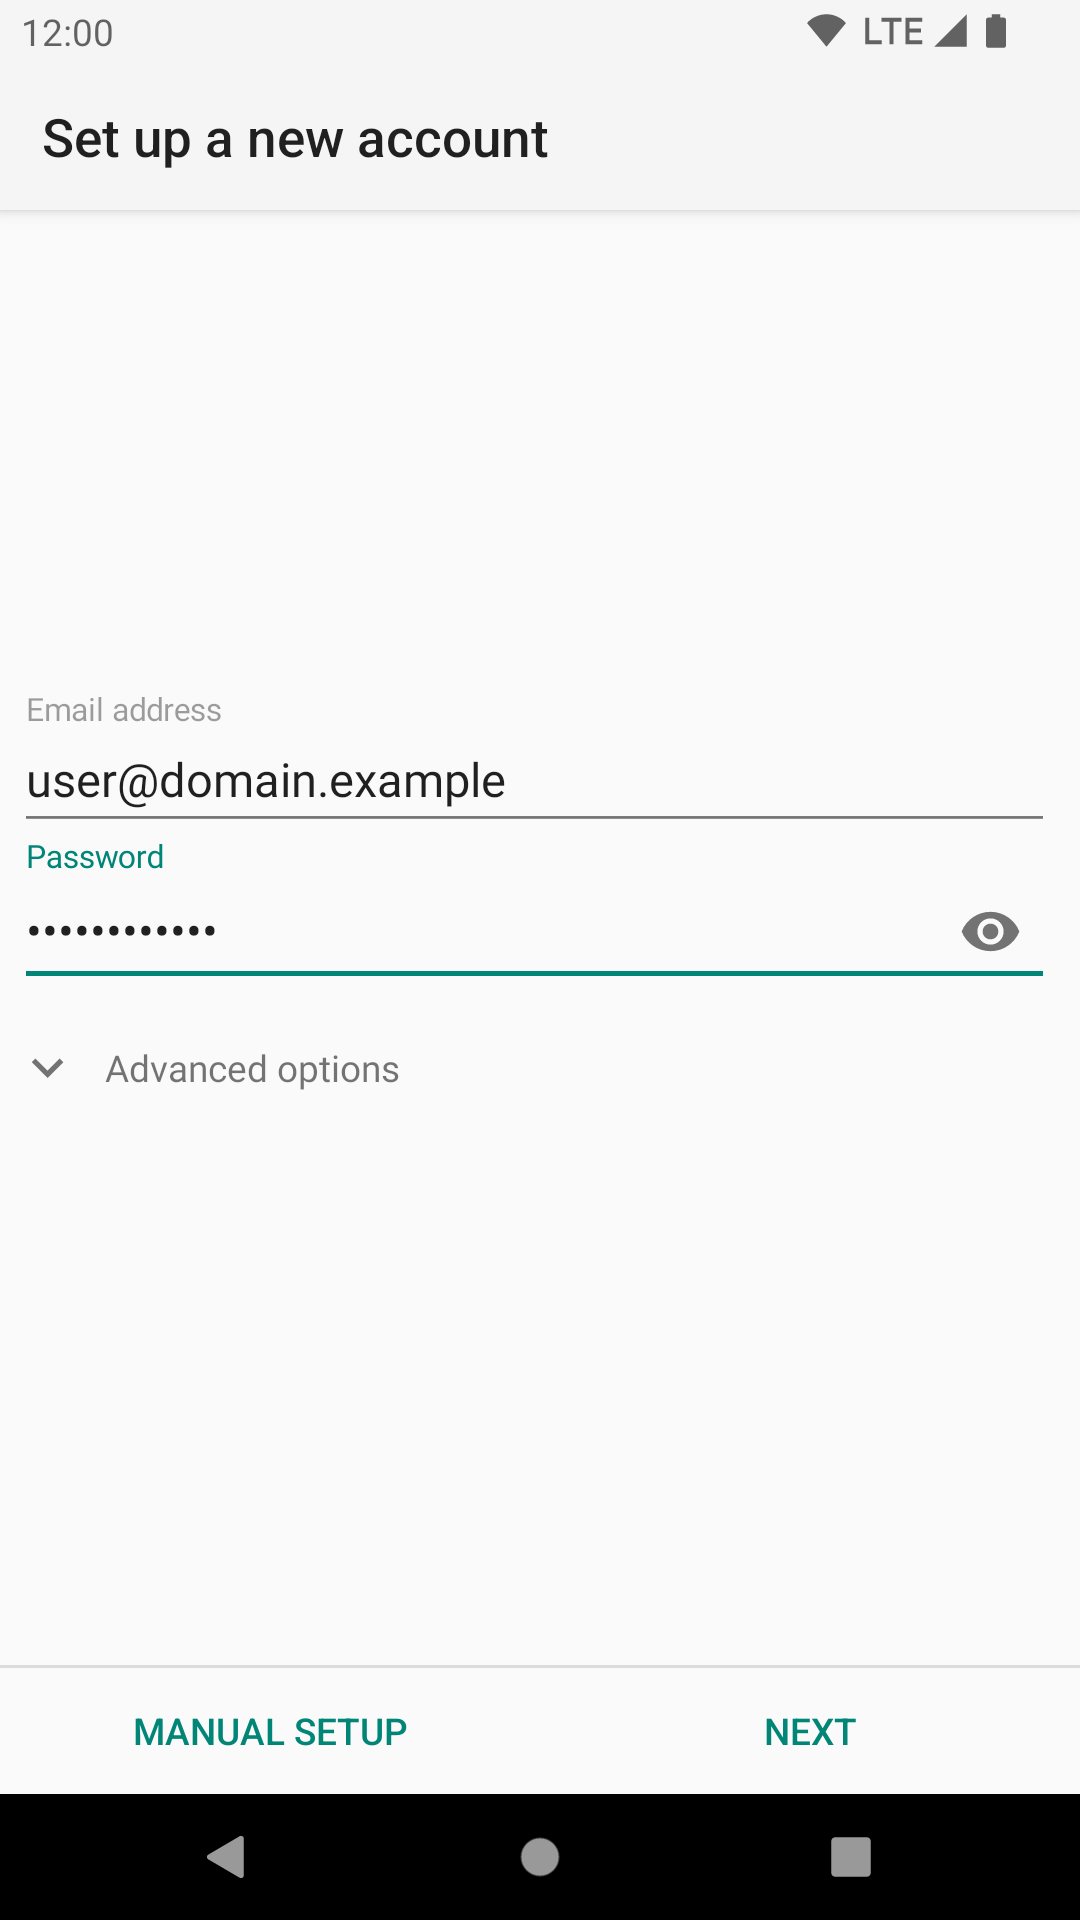 12:00 LTE
Set up a new account
Email address
user@domain.example
Password
••••••••••••
Advanced options
MANUAL SETUP NEXT